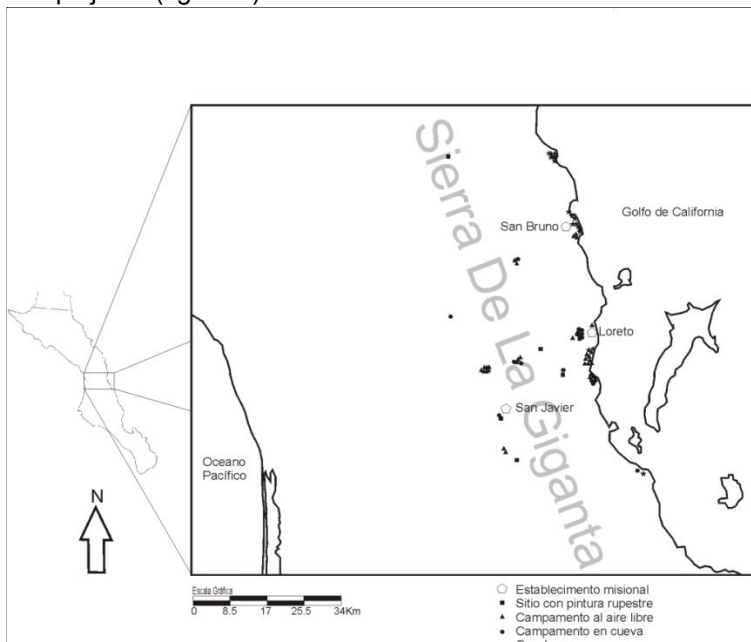 Sierra De La Giganta
Golfo de California
San Bruno
Loreto
San Javier
Oceano
Pacífico
N
Escala Gráfica
0 8.5 17 25.5 34Km
Establecimento misional
Sitio con pintura rupestre
Campamento al aire libre
Campamento en cueva